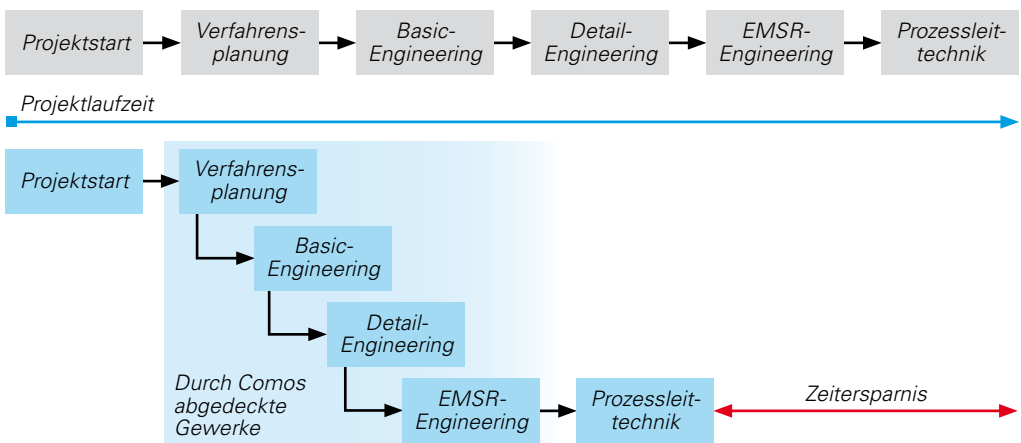 Projektstart
Verfahrens-
planung
Basic-
Engineering
Detail-
Engineering
EMSR-
Engineering
Prozessleit-
technik
Projektlaufzeit
Projektstart
Verfahrens-
planung
Basic-
Engineering
Detail-
Engineering
Durch Comos
abgedeckte
Gewerke
EMSR-
Engineering
Prozessleit-
technik
Zeitersparnis